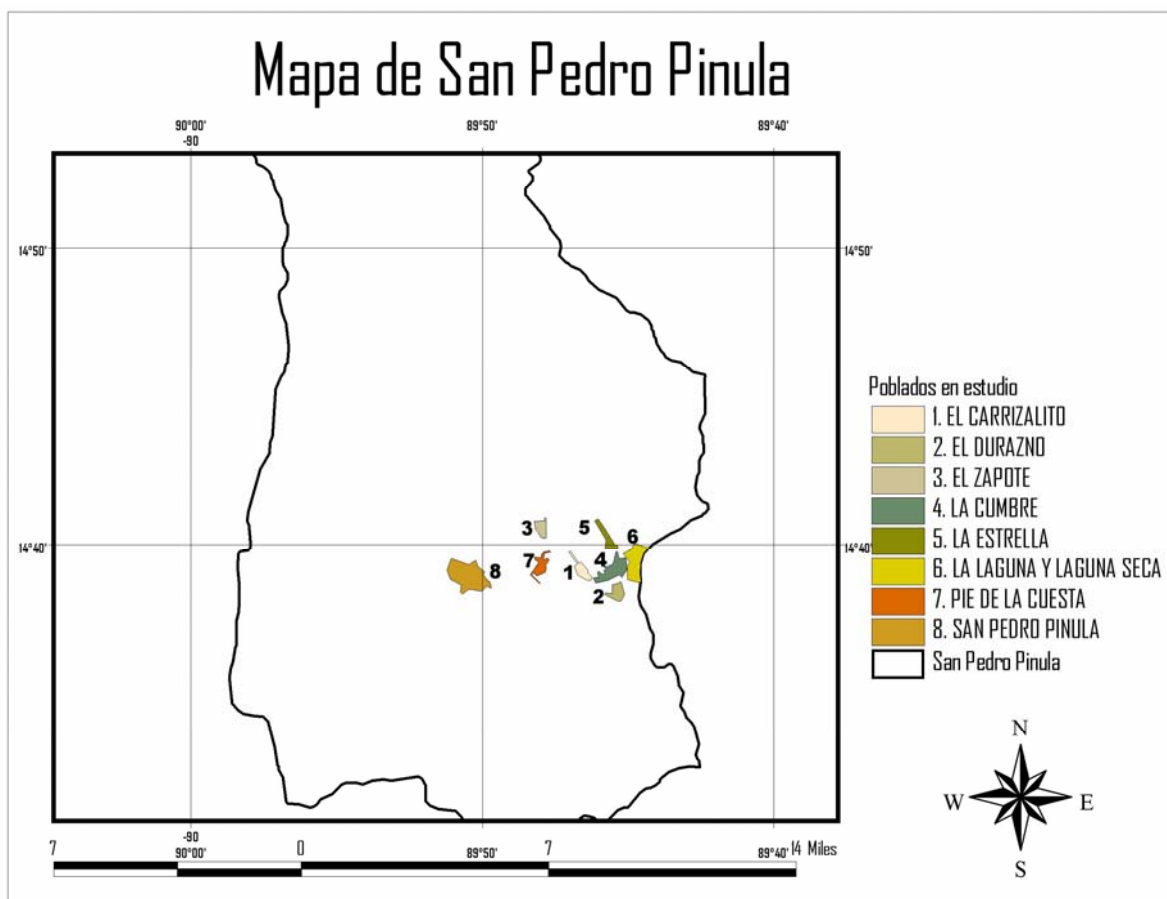 Mapa de San Pedro Pinula
90°00' 89°50' 89°40'
-90
14°50' 14°50'
Poblados en estudio
1. EL CARRIZALITO
2. EL DURAZNO
3. EL ZAPOTE
4. LA CUMBRE
5. LA ESTRELLA
6. LA LAGUNA Y LAGUNA SECA
7. PIE DE LA CUESTA
8. SAN PEDRO PINULA
San Pedro Pinula
3 5 6
14°40' 14°40'
7 1 4 8
2
N
W E
S
-90
90°00' 89°50' 89°40'
7 0 7 14 Miles